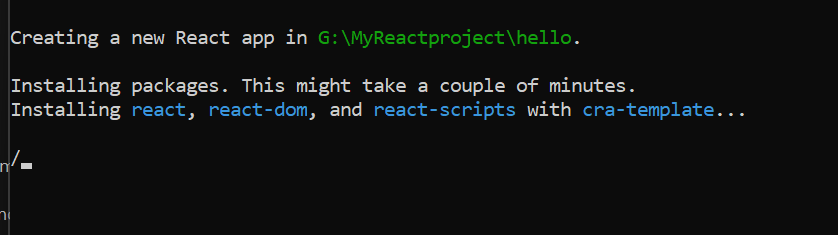 Creating a new React app in G:\MyReactproject\hello.
Installing packages. This might take a couple of minutes.
Installing react, react-dom, and react-scripts with cra-template...
/